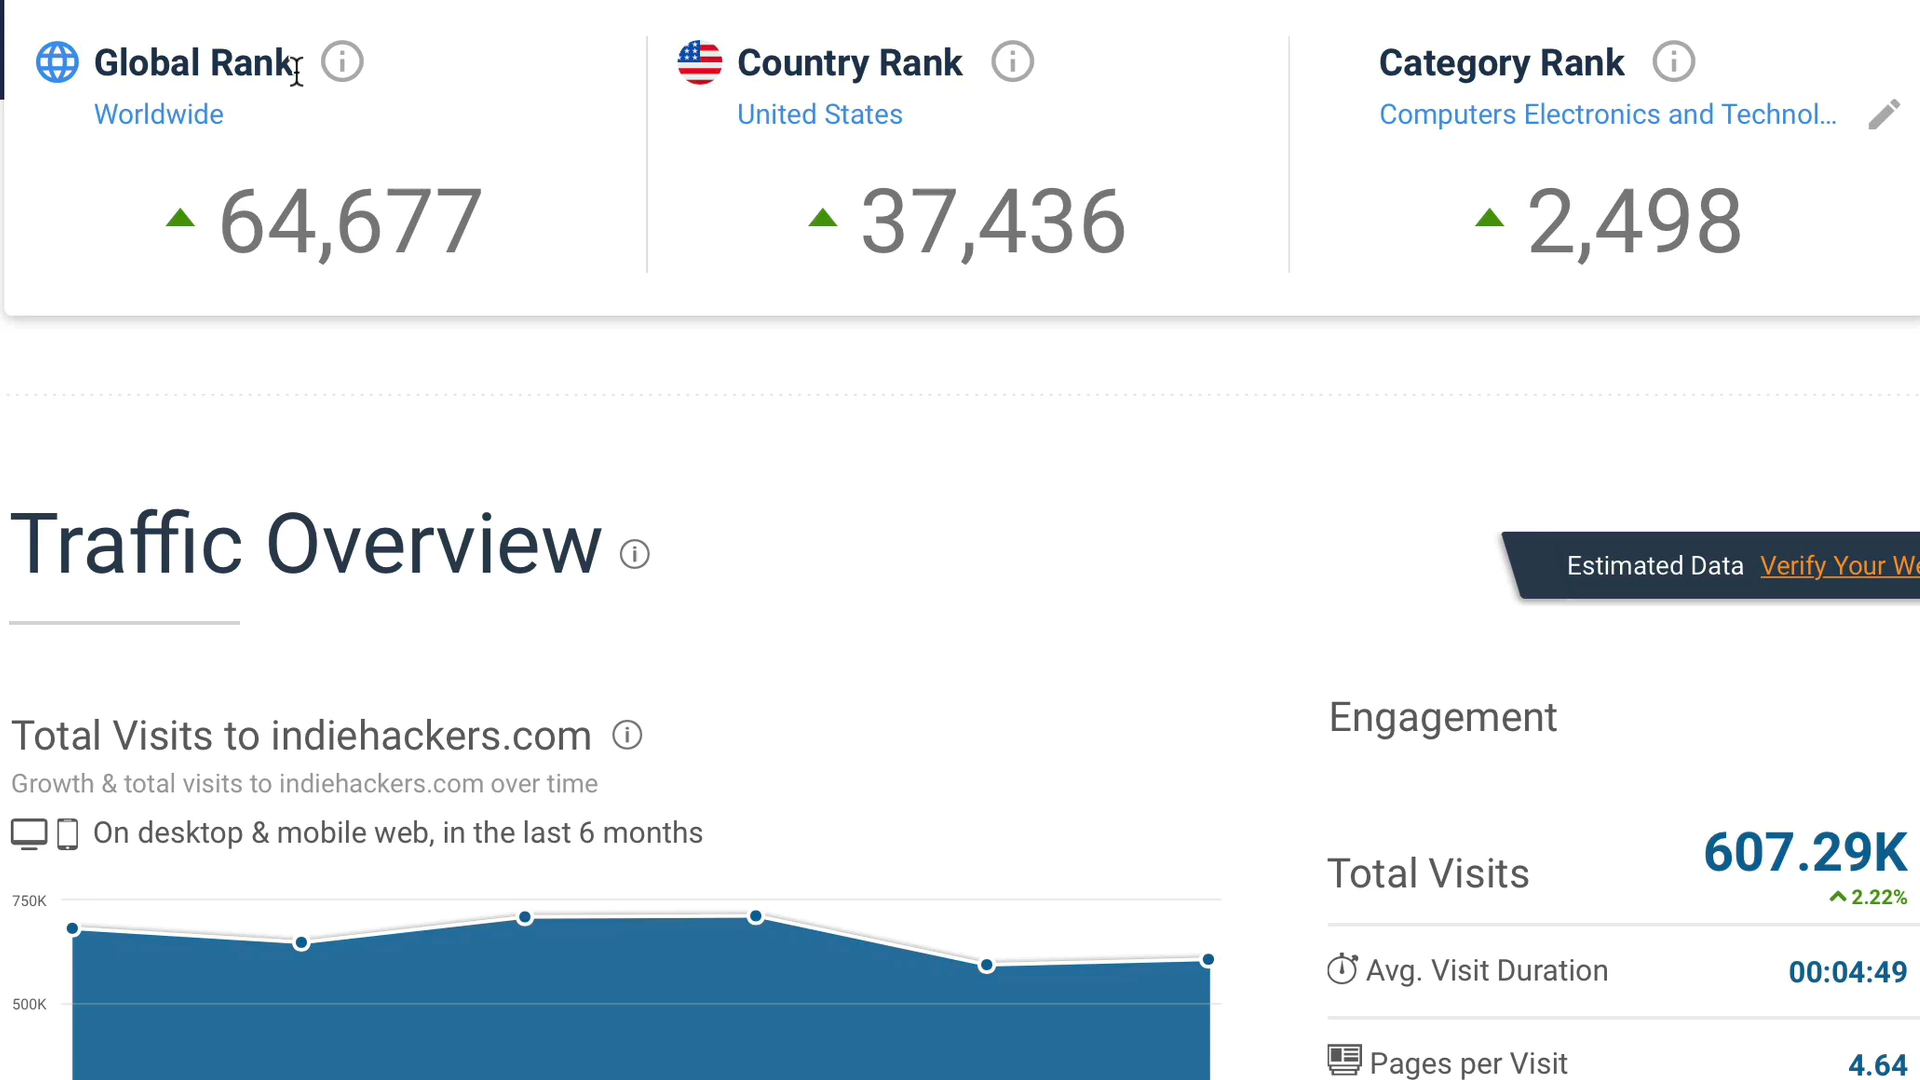 Global Rank
Worldwide
64,677
Country Rank
United States
37,436
Category Rank
Computers Electronics and Technol...
2,498
Traffic Overview
Estimated Data Verify Your We
Total Visits to indiehackers.com
Growth & total visits to indiehackers.com over time
On desktop & mobile web, in the last 6 months
750K
500K
Engagement
Total Visits
607.29K
2.22%
Avg. Visit Duration
00:04:49
Pages per Visit
4.64